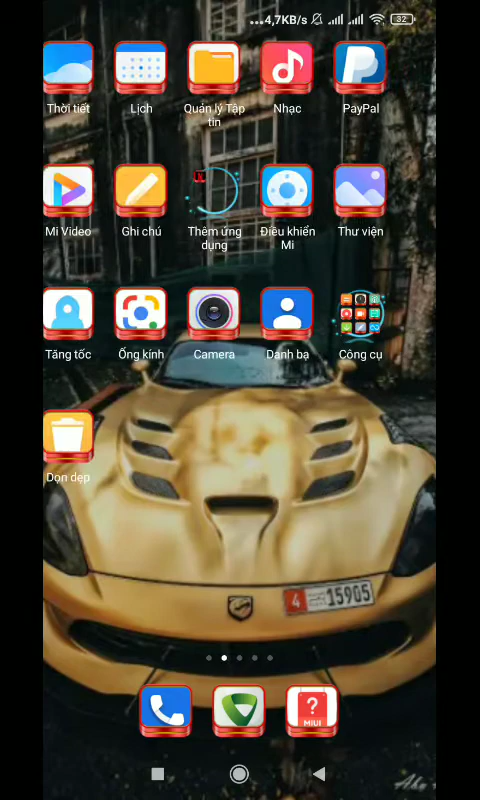 ...4,7KB/s 32
Thời tiết
Lịch
Quản lý Tập
tin
Nhạc
PayPal
Mi Video
Ghi chú
Thêm ứng
dụng
Điều khiển
Mi
Thư viện
Tăng tốc
Ống kính
Camera
Danh bạ
Công cụ
Dọn dẹp
4 15905
?
MIUI